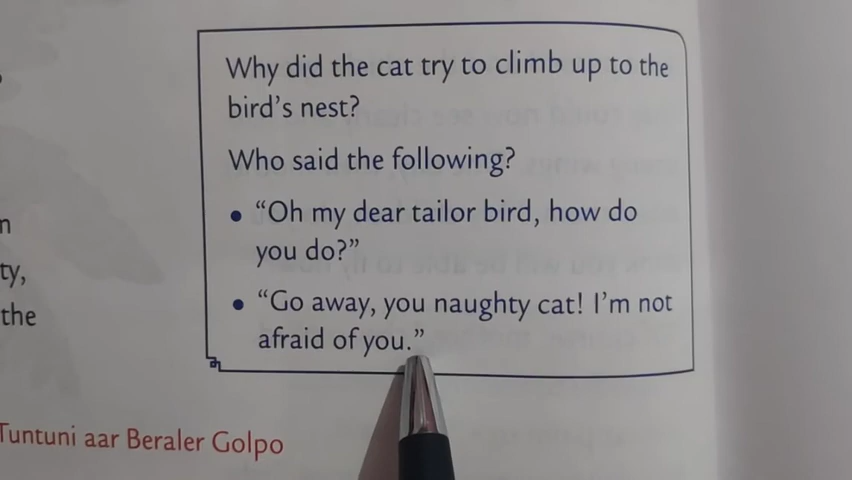 Why did the cat try to climb up to the
bird's nest?
Who said the following?
• "Oh my dear tailor bird, how do
you do?"
• "Go away, you naughty cat! I'm not
afraid of you."
ty,
the
Tuntuni aar Beraler Golpo